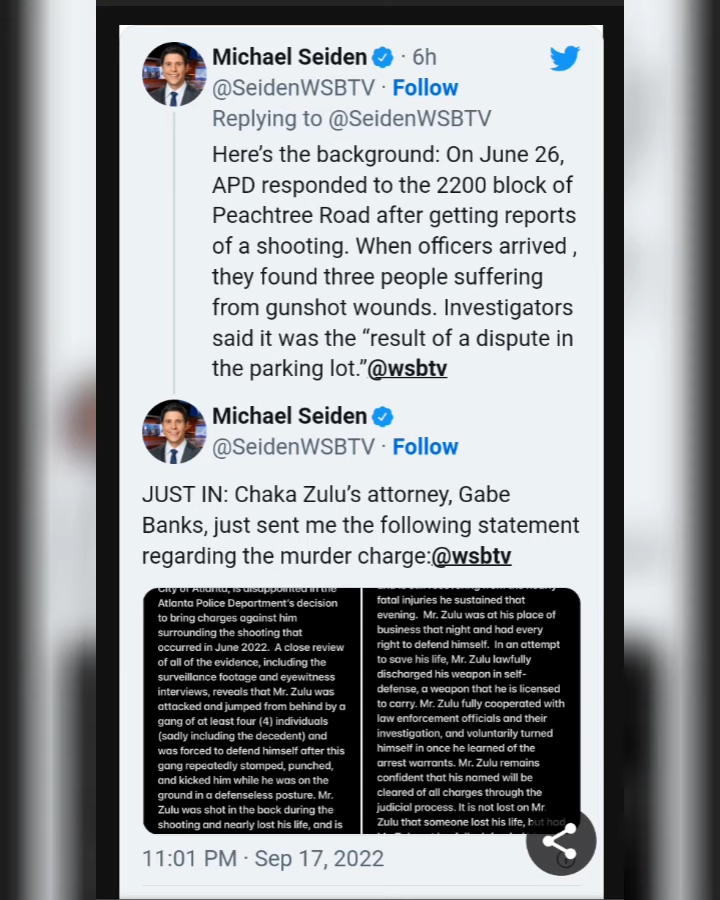 Michael Seiden · 6h
@SeidenWSBTV · Follow
Replying to @SeidenWSBTV
Here's the background: On June 26,
APD responded to the 2200 block of
Peachtree Road after getting reports
of a shooting. When officers arrived ,
they found three people suffering
from gunshot wounds. Investigators
said it was the “result of a dispute in
the parking lot.”@wsbtv
Michael Seiden
@SeidenWSBTV · Follow
JUST IN: Chaka Zulu’s attorney, Gabe
Banks, just sent me the following statement
regarding the murder charge:@wsbtv
City of Atlanta, is disappointed in the
Atlanta Police Department's decision
to bring charges against him
surrounding the shooting that
occurred in June 2022. A close review
of all of the evidence, including the
surveillance footage and eyewitness
interviews, reveals that Mr. Zulu was
attacked and jumped from behind by a
gang of at least four (4) individuals
(sadly including the decedent) and
was forced to defend himself after this
gang repeatedly stomped, punched,
and kicked him while he was on the
ground in a defenseless posture. Mr.
Zulu was shot in the back during the
shooting and nearly lost his life, and is
fatal injuries he sustained that
evening. Mr. Zulu was at his place of
business that night and had every
right to defend himself. In an attempt
to save his life, Mr. Zulu lawfully
discharged his weapon in self-
defense, a weapon that he is licensed
to carry. Mr. Zulu fully cooperated with
law enforcement officials and their
investigation, and voluntarily turned
himself in once he learned of the
arrest warrants. Mr. Zulu remains
confident that his named will be
cleared of all charges through the
judicial process. It is not lost on Mr.
Zulu that someone lost his life, but had
11:01 PM · Sep 17, 2022